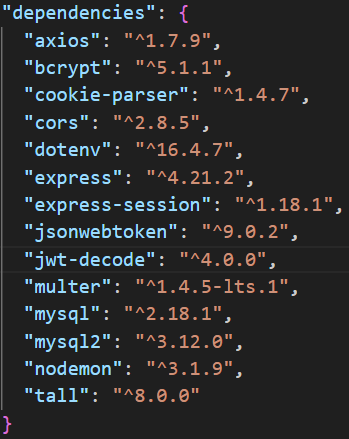 "dependencies": {
"axios": "^1.7.9",
"bcrypt": "^5.1.1",
"cookie-parser": "^1.4.7",
"cors": "^2.8.5",
"dotenv": "^16.4.7",
"express": "^4.21.2",
"express-session": "^1.18.1",
"jsonwebtoken": "^9.0.2",
"jwt-decode": "^4.0.0",
"multer": "^1.4.5-lts.1",
"mysql": "^2.18.1",
"mysql2": "^3.12.0",
"nodemon": "^3.1.9",
"tall": "^8.0.0"
}